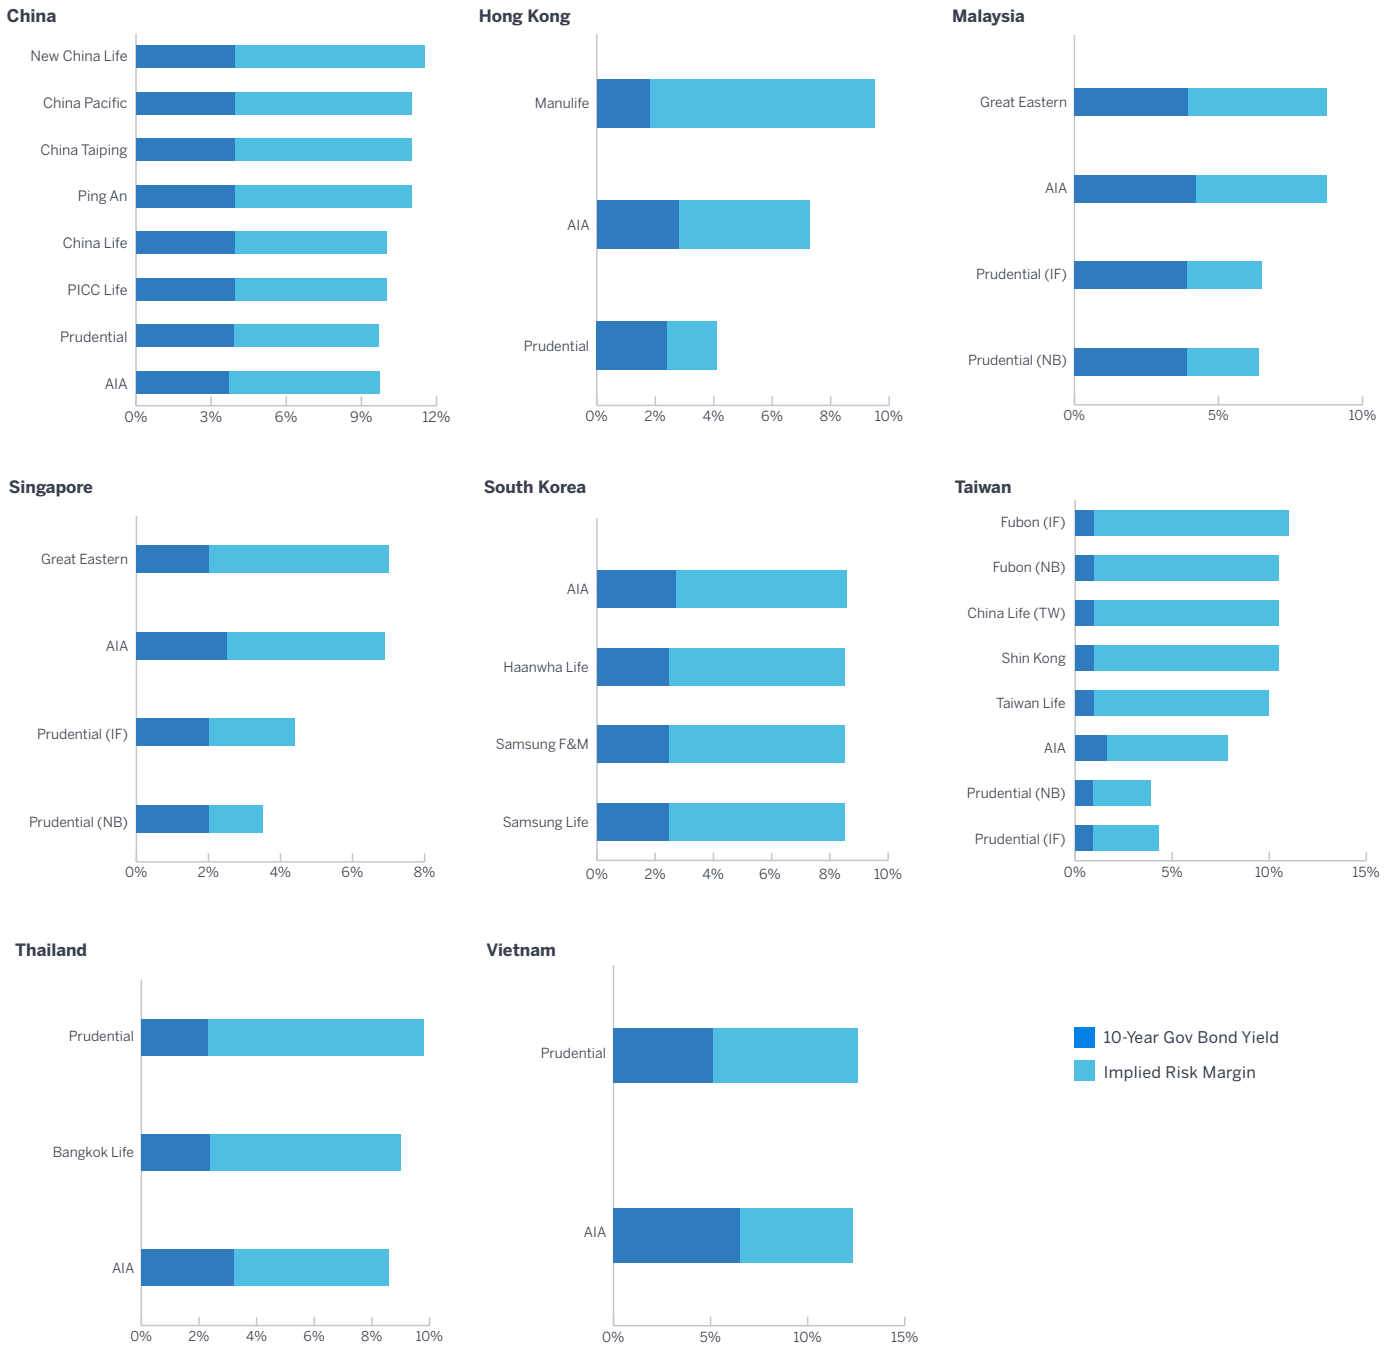 China
New China Life
China Pacific
China Taiping
Ping An
China Life
PICC Life
Prudential
AIA
0% 3% 6% 9% 12%
Hong Kong
Manulife
AIA
Prudential
0% 2% 4% 6% 8% 10%
Malaysia
Great Eastern
AIA
Prudential (IF)
Prudential (NB)
0% 5% 10%
Singapore
Great Eastern
AIA
Prudential (IF)
Prudential (NB)
0% 2% 4% 6% 8%
South Korea
AIA
Haanwha Life
Samsung F&M
Samsung Life
0% 2% 4% 6% 8% 10%
Taiwan
Fubon (IF)
Fubon (NB)
China Life (TW)
Shin Kong
Taiwan Life
AIA
Prudential (NB)
Prudential (IF)
0% 5% 10% 15%
Thailand
Prudential
Bangkok Life
AIA
0% 2% 4% 6% 8% 10%
Vietnam
Prudential
AIA
0% 5% 10% 15%
10-Year Gov Bond Yield
Implied Risk Margin